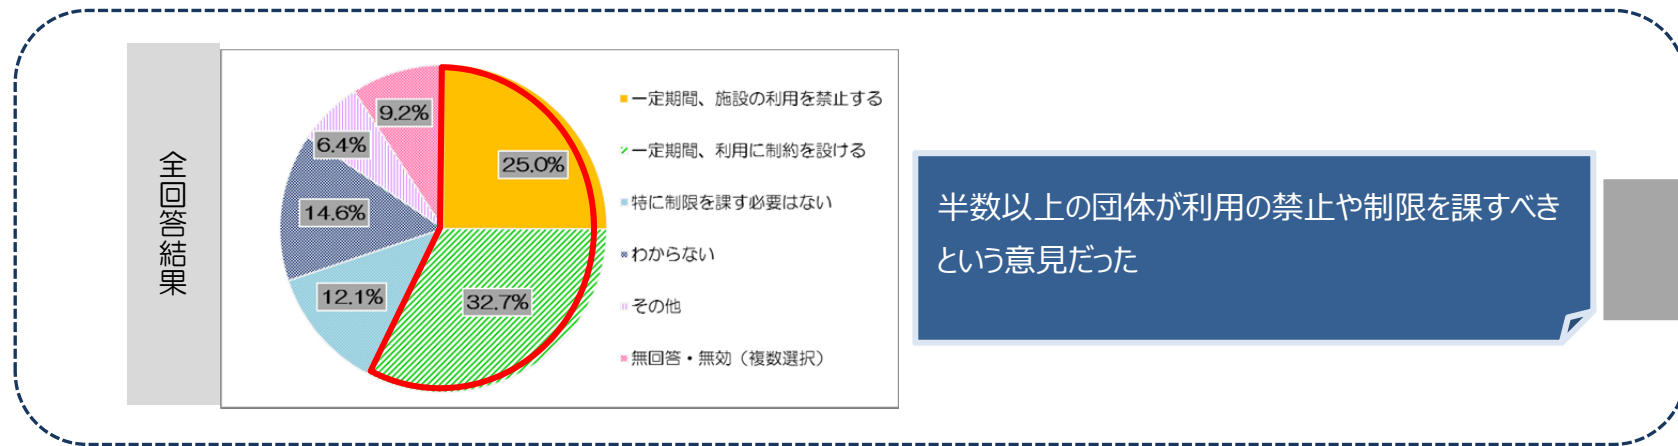 全回答結果
9.2%
6.4%
25.0%
14.6%
12.1%
32.7%
一定期間、施設の利用を禁止する
一定期間、利用に制約を設ける
特に制限を課す必要はない
わからない
その他
無回答・無効（複数選択）
半数以上の団体が利用の禁止や制限を課すべき
という意見だった